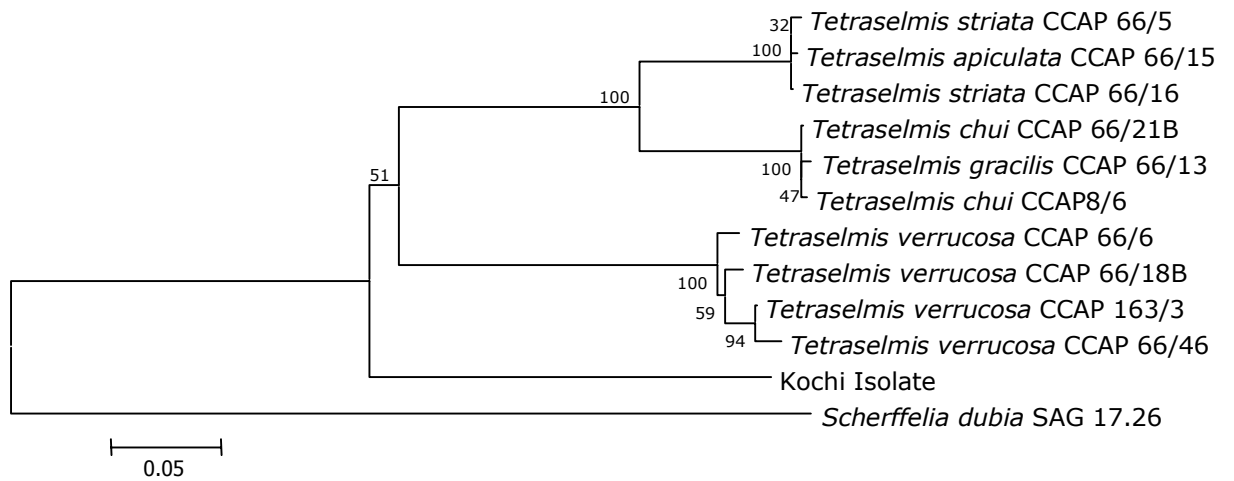 32
Tetraselmis striata CCAP 66/5
100
Tetraselmis apiculata CCAP 66/15
100
Tetraselmis striata CCAP 66/16
Tetraselmis chui CCAP 66/21B
100
Tetraselmis gracilis CCAP 66/13
51
47
Tetraselmis chui CCAP8/6
Tetraselmis verrucosa CCAP 66/6
100
Tetraselmis verrucosa CCAP 66/18B
59
Tetraselmis verrucosa CCAP 163/3
94
Tetraselmis verrucosa CCAP 66/46
Kochi Isolate
Scherffelia dubia SAG 17.26
0.05